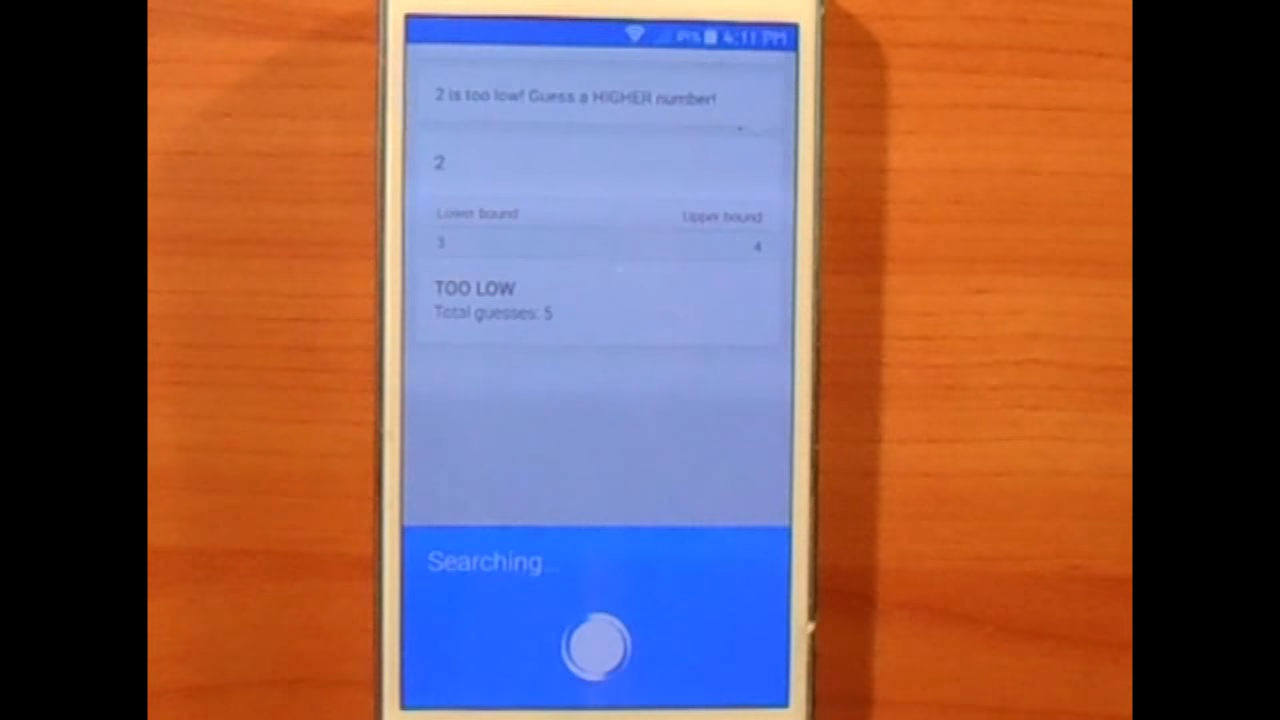 4:11 PM
2 is too low! Guess a HIGHER number!
2
Lower bound Upper bound
3 4
TOO LOW
Total guesses: 5
Searching...